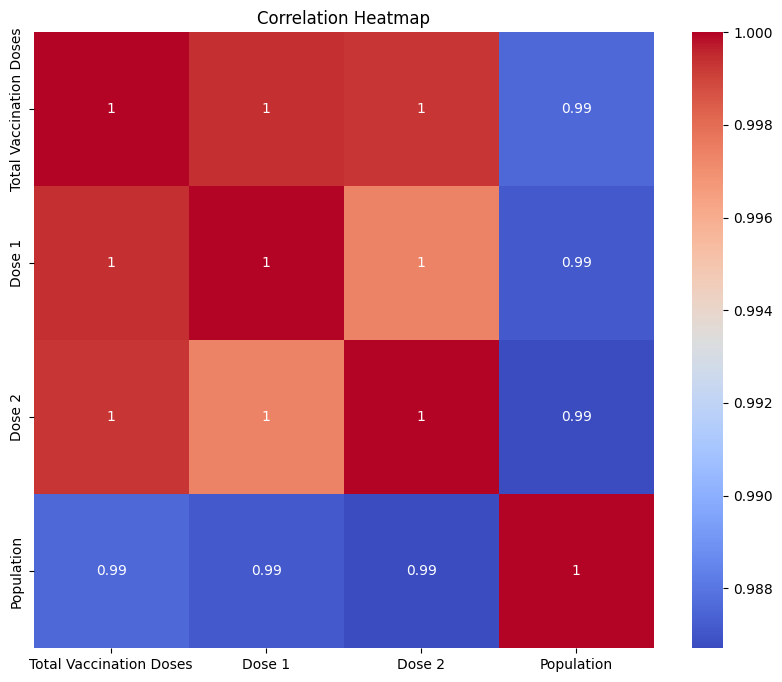 Correlation Heatmap
Total Vaccination Doses
1 1 1 0.99
Dose 1
1 1 1 0.99
Dose 2
1 1 1 0.99
Population
0.99 0.99 0.99 1
Total Vaccination Doses Dose 1 Dose 2 Population
1.000
0.998
0.996
0.994
0.992
0.990
0.988